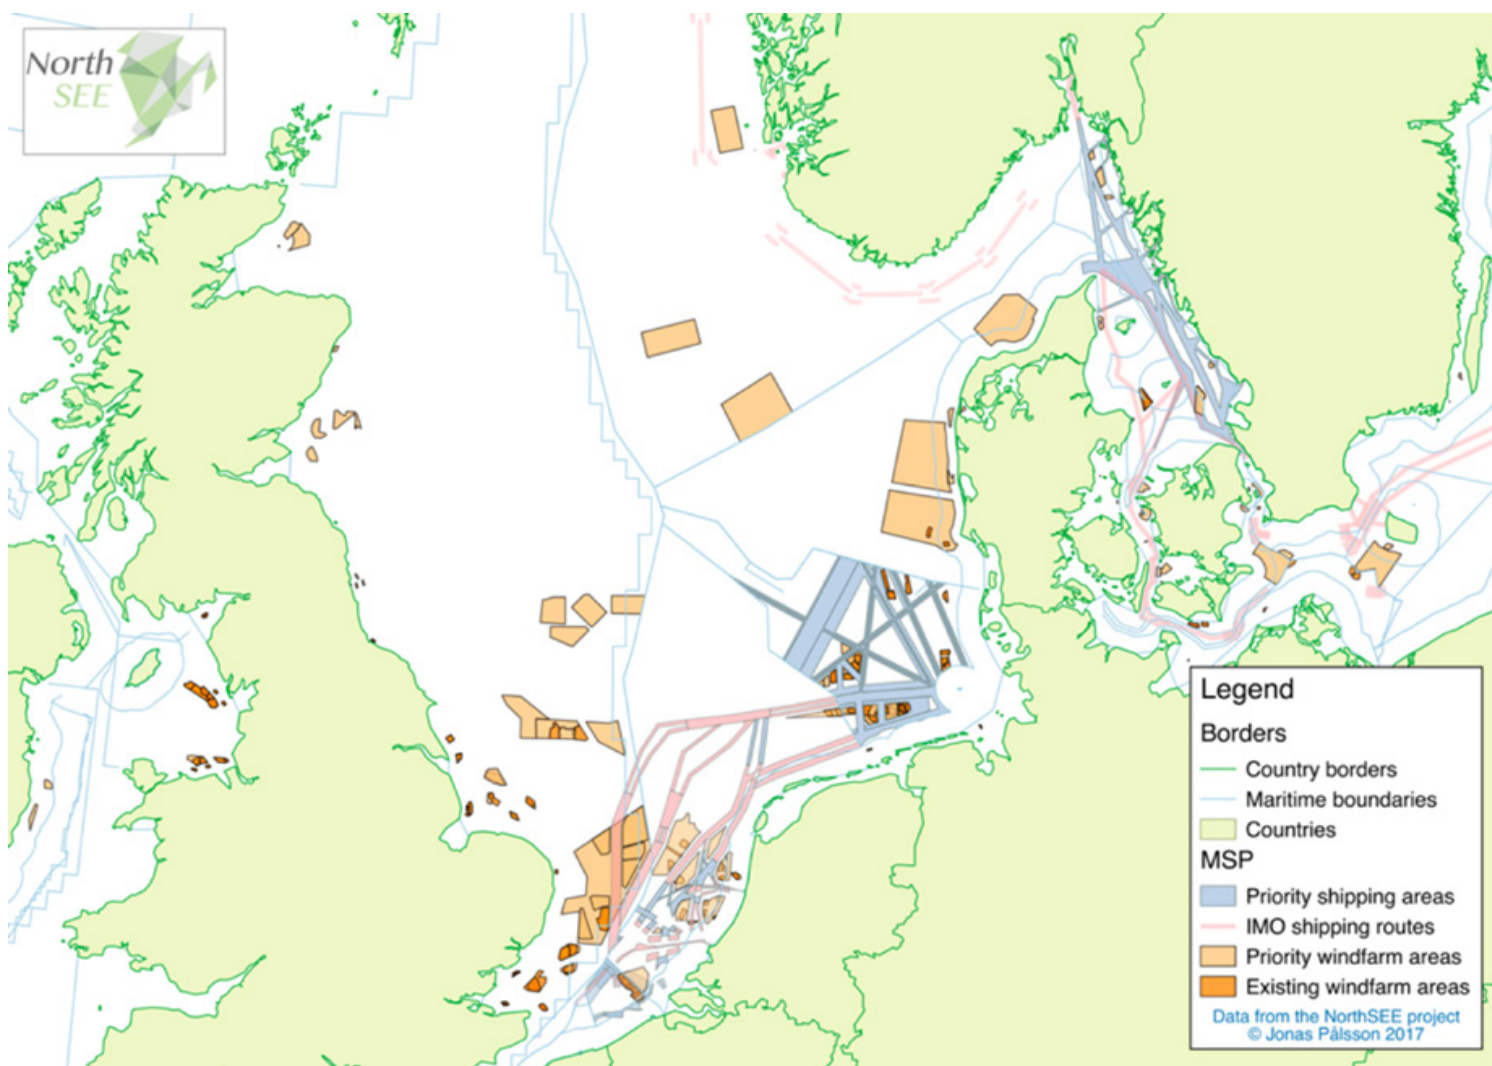 North
SEE
Legend
Borders
Country borders
Maritime boundaries
Countries
MSP
Priority shipping areas
IMO shipping routes
Priority windfarm areas
Existing windfarm areas
Data from the NorthSEE project
© Jonas Pålsson 2017